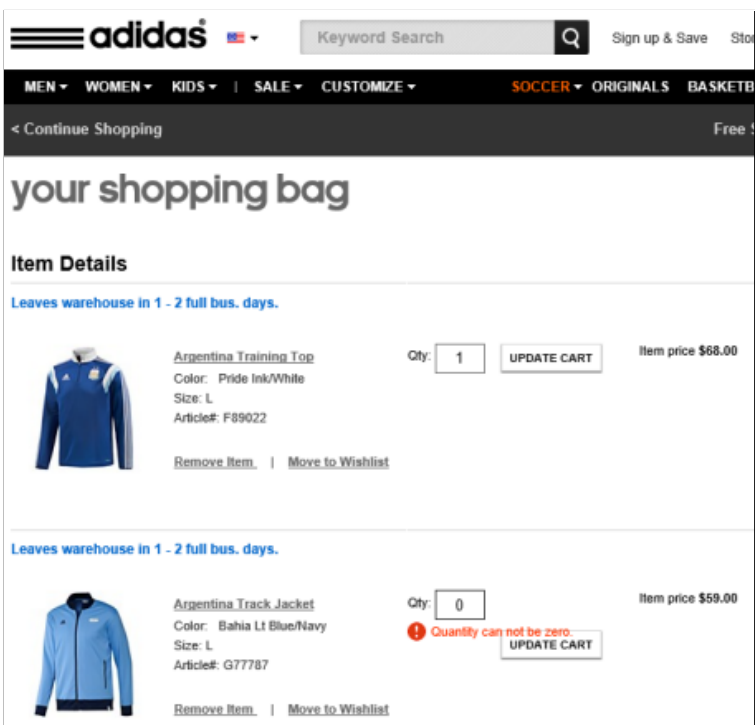 adidas
Keyword Search
Sign up & Save
MEN WOMEN KIDS | SALE CUSTOMIZE SOCCER ORIGINALS
< Continue Shopping Free
your shopping bag
Item Details
Leaves warehouse in 1 - 2 full bus. days.
Argentina Training Top
Qty: 1 UPDATE CART Item price $68.00
Color: Pride Ink/White
Size: L
Article#: F89022
Remove Item | Move to Wishlist
Leaves warehouse in 1 - 2 full bus. days.
Argentina Track Jacket
Qty: 0 Item price $59.00
Color: Bahia Lt Blue/Navy
Quantity can not be zero.
Size: L UPDATE CART
Article#: G77787
Remove Item | Move to Wishlist